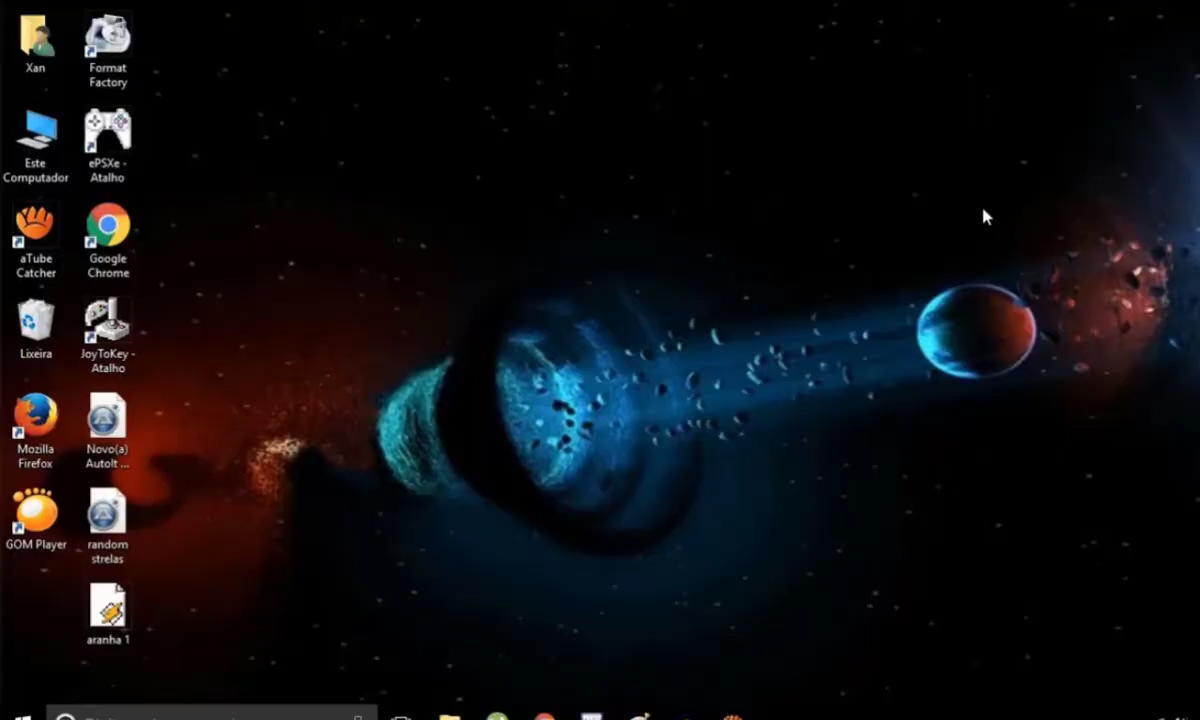 Xan
Format
Factory
Este
Computador
ePSXe -
Atalho
aTube
Catcher
Google
Chrome
Lixeira
JoyToKey -
Atalho
Mozilla
Firefox
Novo(a)
AutoIt ...
GOM Player
random
strelas
aranha 1